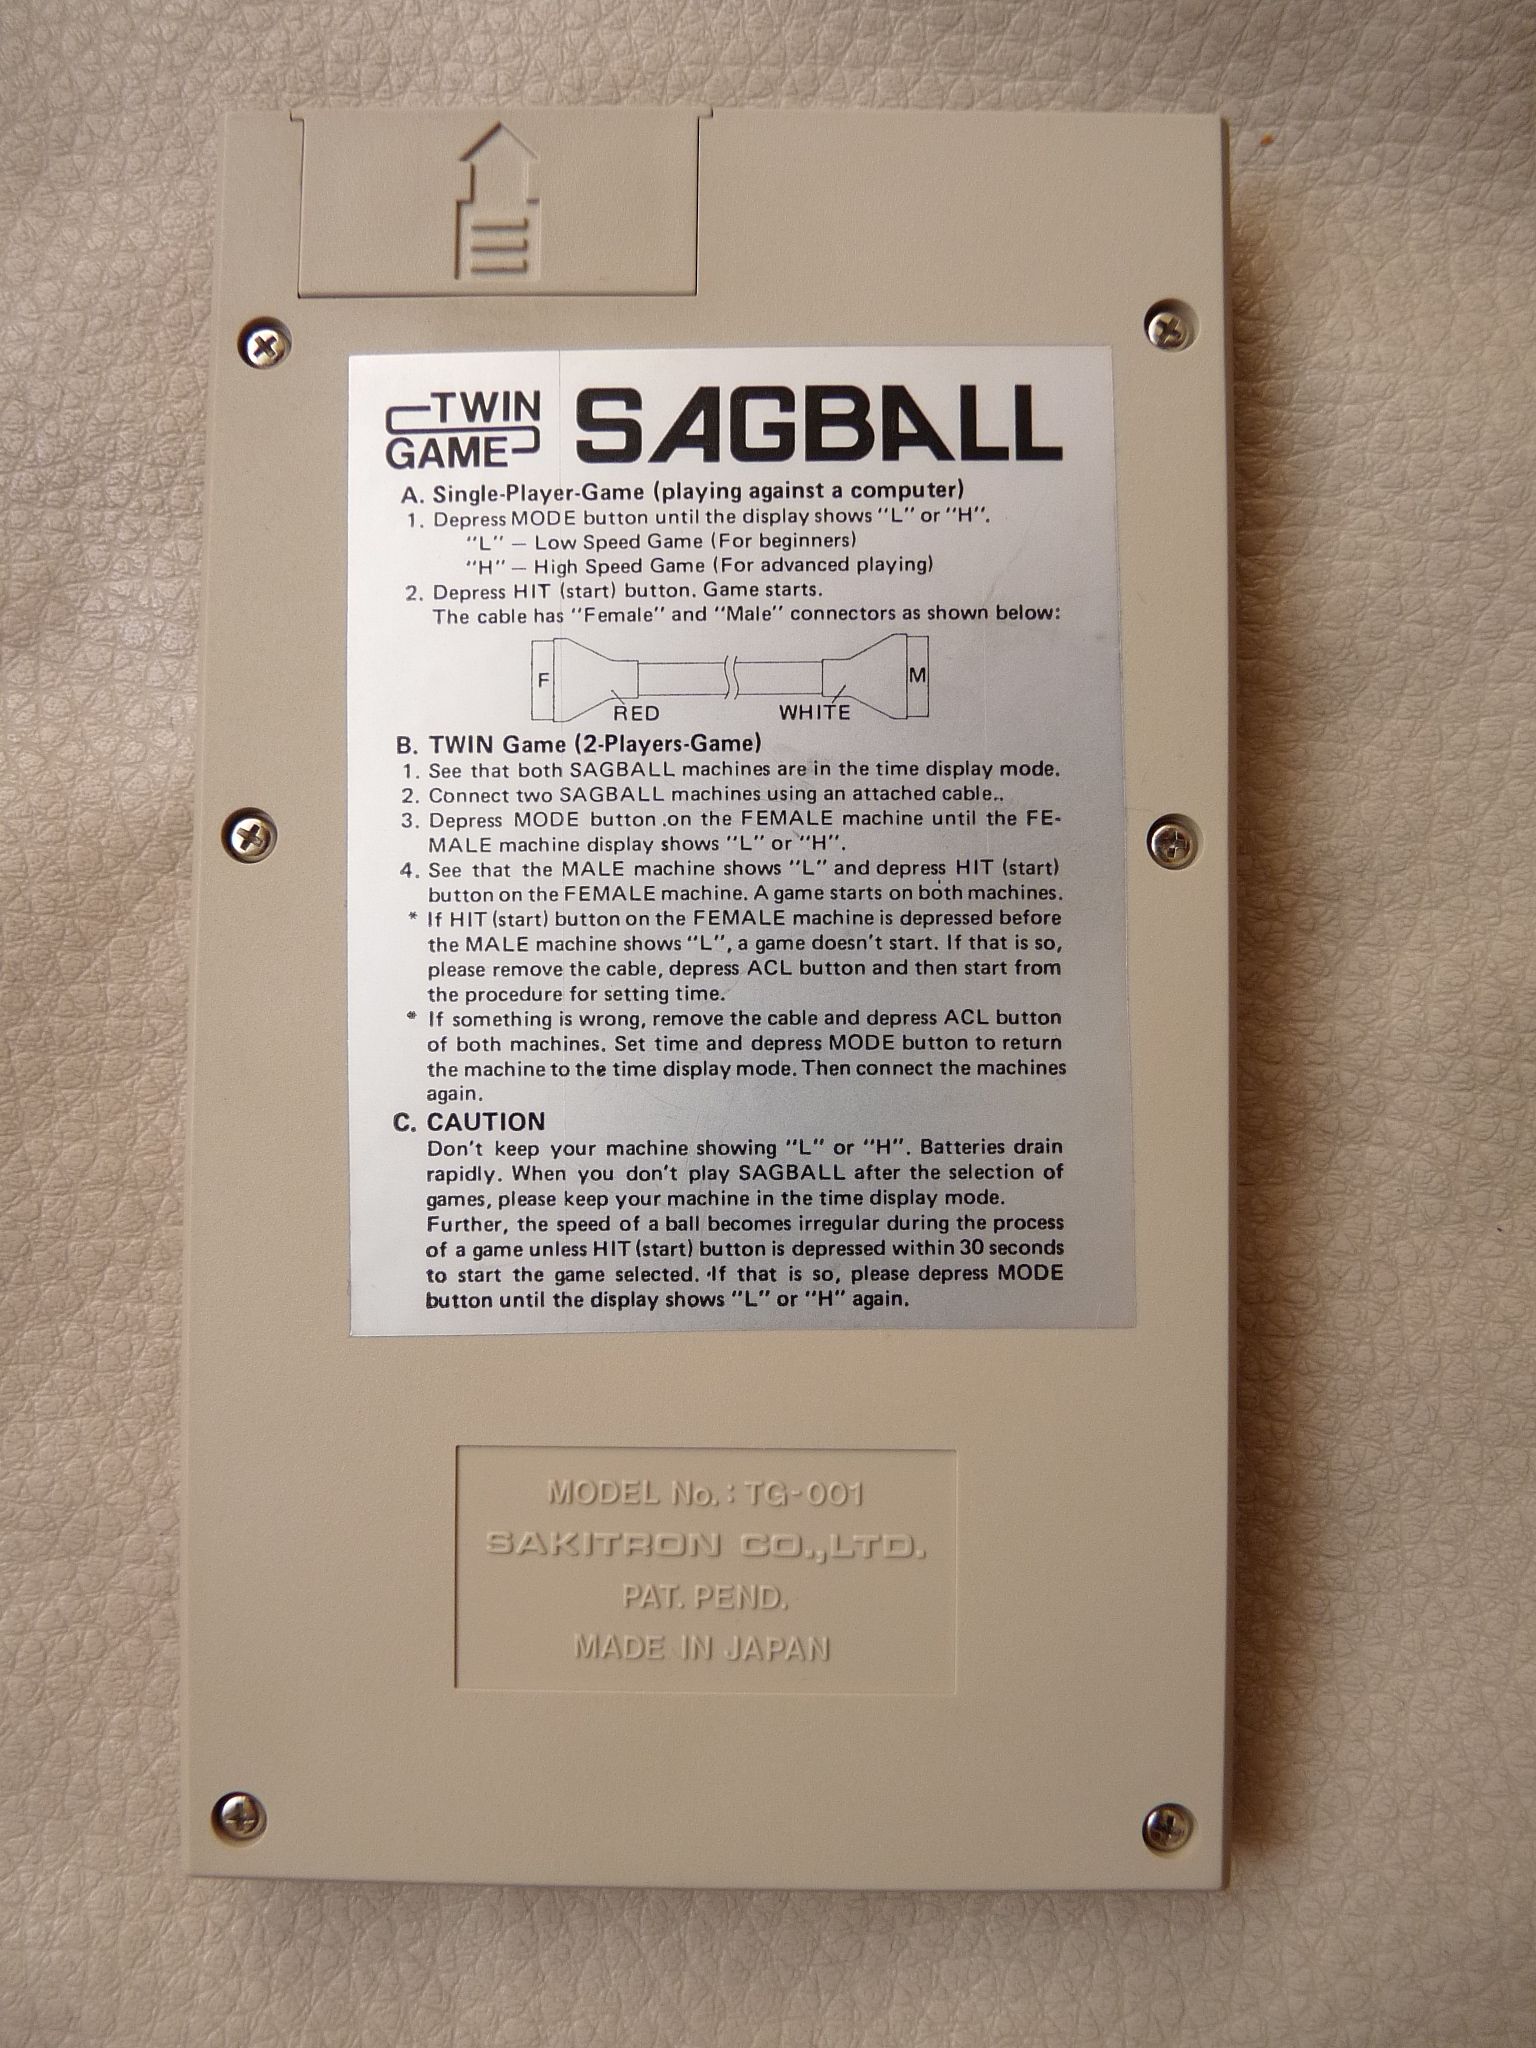 TWIN
GAME
SAGBALL
A. Single-Player-Game (playing against a computer)
1. Depress MODE button until the display shows "L" or "H".
"L" — Low Speed Game (For beginners)
"H" — High Speed Game (For advanced playing)
2. Depress HIT (start) button. Game starts.
The cable has "Female" and "Male" connectors as shown below:
F M
RED WHITE
B. TWIN Game (2-Players-Game)
1. See that both SAGBALL machines are in the time display mode.
2. Connect two SAGBALL machines using an attached cable..
3. Depress MODE button .on the FEMALE machine until the FE-
MALE machine display shows "L" or "H".
4. See that the MALE machine shows "L" and depress HIT (start)
button on the FEMALE machine. A game starts on both machines.
* If HIT (start) button on the FEMALE machine is depressed before
the MALE machine shows "L", a game doesn't start. If that is so,
please remove the cable, depress ACL button and then start from
the procedure for setting time.
* If something is wrong, remove the cable and depress ACL button
of both machines. Set time and depress MODE button to return
the machine to the time display mode. Then connect the machines
again.
C. CAUTION
Don't keep your machine showing "L" or "H". Batteries drain
rapidly. When you don't play SAGBALL after the selection of
games, please keep your machine in the time display mode.
Further, the speed of a ball becomes irregular during the process
of a game unless HIT (start) button is depressed within 30 seconds
to start the game selected. If that is so, please depress MODE
button until the display shows "L" or "H" again.
MODEL No.: TG-001
SAKITRON CO.,LTD.
PAT. PEND.
MADE IN JAPAN